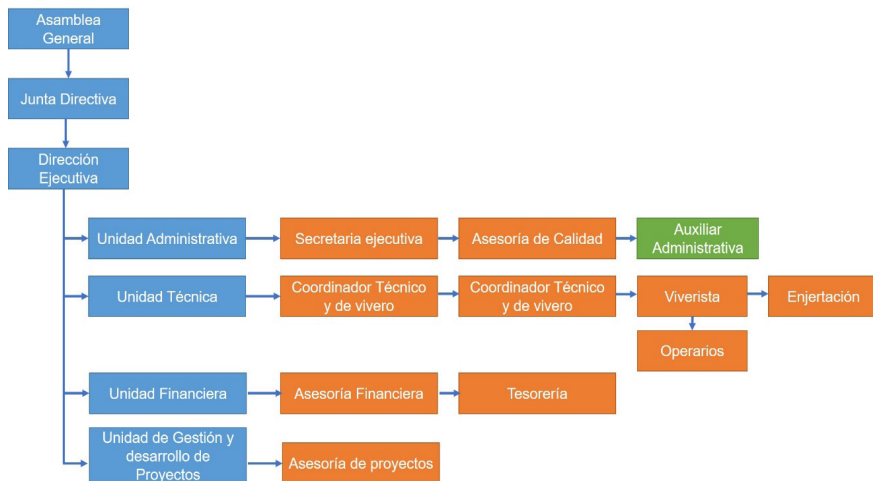 Asamblea
General
Junta Directiva
Dirección
Ejecutiva
Unidad Administrativa
Secretaria ejecutiva
Asesoría de Calidad
Auxiliar
Administrativa
Unidad Técnica
Coordinador Técnico
y de vivero
Coordinador Técnico
y de vivero
Viverista
Enjertación
Operarios
Unidad Financiera
Asesoría Financiera
Tesorería
Unidad de Gestión y
desarrollo de
Proyectos
Asesoría de proyectos